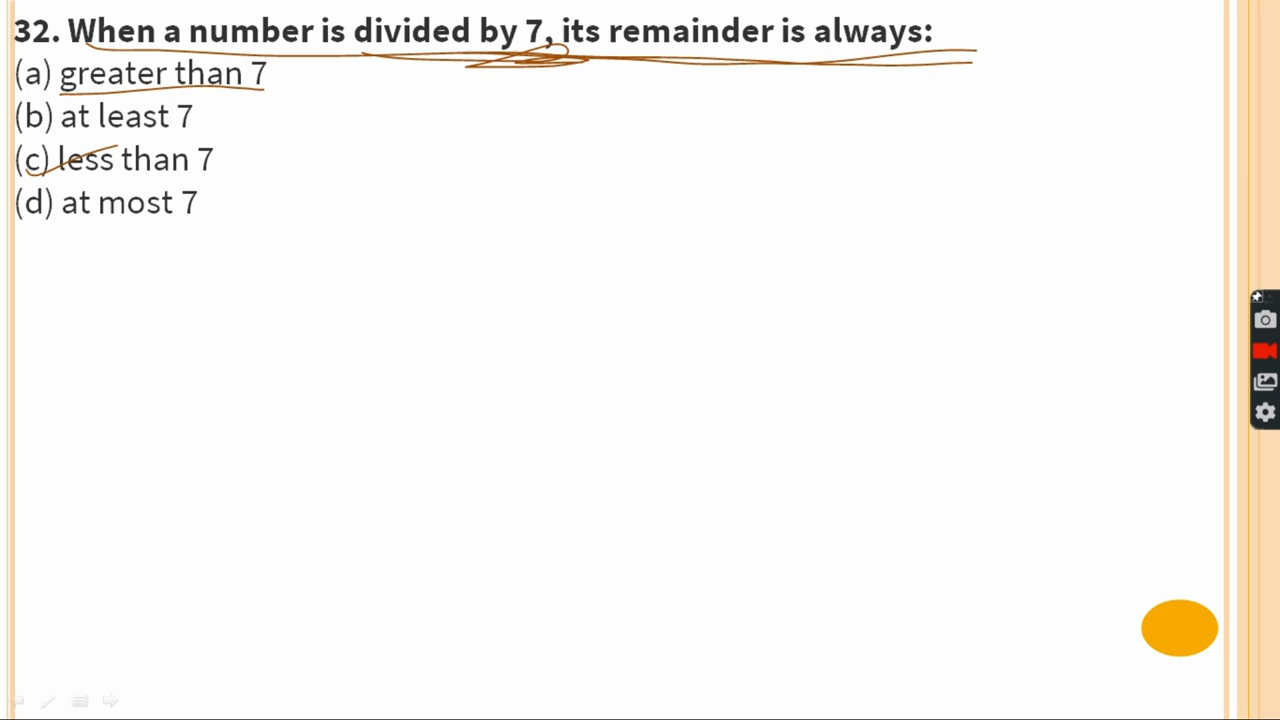 32. When a number is divided by 7, its remainder is always:
(a) greater than 7
(b) at least 7
(c) less than 7
(d) at most 7